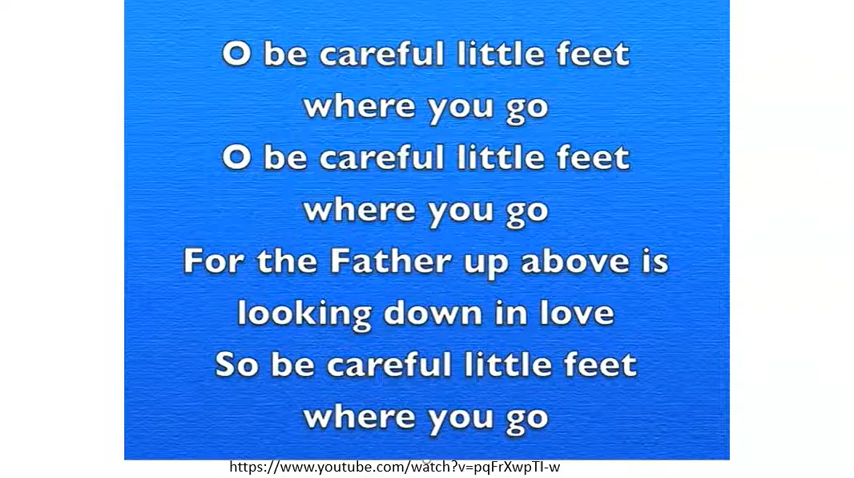 O be careful little feet
where you go
O be careful little feet
where you go
For the Father up above is
looking down in love
So be careful little feet
where you go
https://www.youtube.com/watch?v=pqFrXwpTI-w